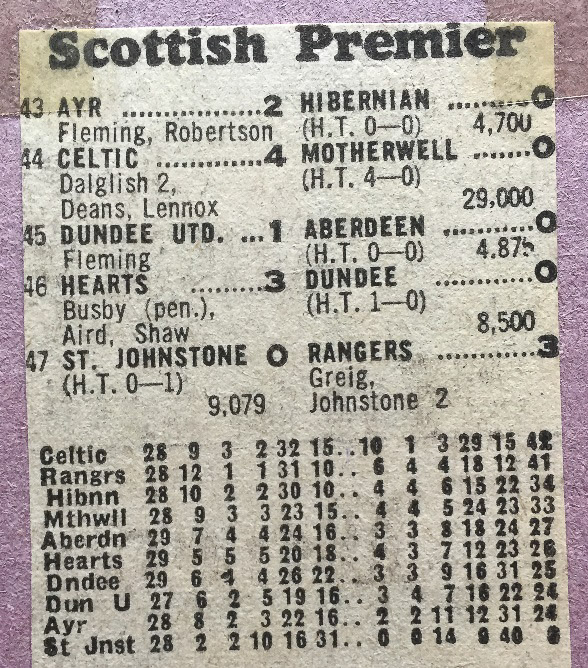 Scottish Premier
43 AYR ................2 HIBERNIAN ........0
Fleming, Robertson (H.T. 0—0) 4,700
44 CELTIC ............4 MOTHERWELL .......0
Dalglish 2, (H.T. 4—0)
Deans, Lennox 29,000
45 DUNDEE UTD. ...1 ABERDEEN ...........0
Fleming (H.T. 0—0) 4.875
46 HEARTS ...........3 DUNDEE ............0
Busby (pen.), (H.T. 1—0)
Aird, Shaw 8,500
47 ST. JOHNSTONE 0 RANGERS ............3
(H.T. 0—1) Greig,
9,079 Johnstone 2
Celtic 28 9 3 2 32 15..10 1 3 29 15 42
Rangrs 28 12 1 1 31 10.. 6 4 4 18 12 41
Hibnn 28 10 2 2 30 10.. 4 4 6 15 22 34
Mthwll 28 9 3 3 23 15.. 4 4 5 24 23 33
Aberdn 29 7 4 4 24 16.. 3 3 8 18 24 27
Hearts 29 5 5 5 20 18.. 4 3 7 12 23 26
Dndee 29 6 4 4 26 22.. 3 3 9 16 31 25
Dun U 27 6 2 5 19 16.. 3 4 7 16 22 24
Ayr 28 8 2 3 22 16.. 2 2 11 12 31 24
St Jnst 28 2 2 10 16 31.. 0 0 14 9 40 8